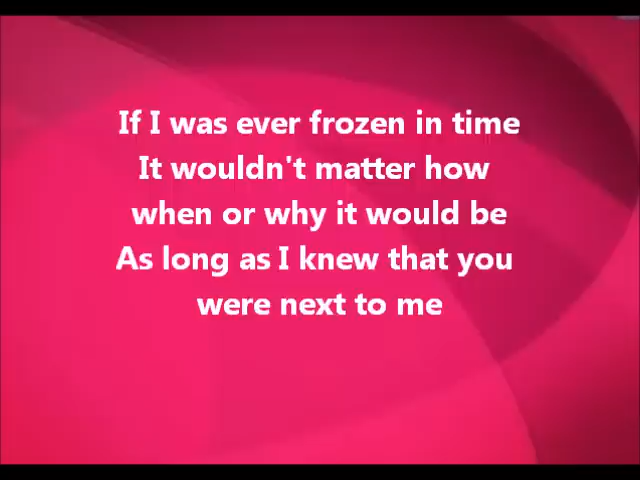 If I was ever frozen in time
It wouldn't matter how
when or why it would be
As long as I knew that you
were next to me